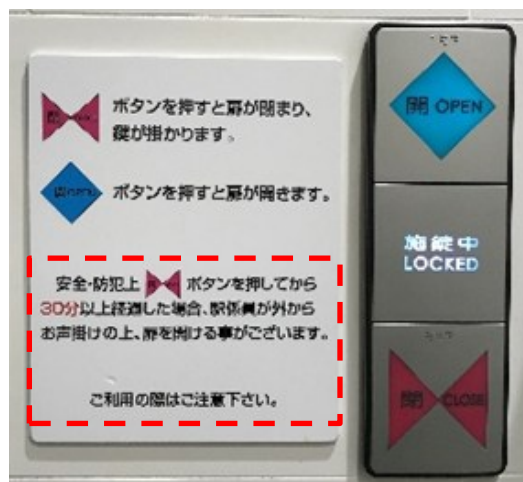 ボタンを押すと扉が閉まり、
錠が掛かります。
ボタンを押すと扉が開きます。
安全・防犯上 ボタンを押してから
30分以上経過した場合、駅係員が外から
お声掛けの上、扉を開ける事がございます。
ご利用の際はご注意下さい。
開 OPEN
施錠中
LOCKED
閉 CLOSE